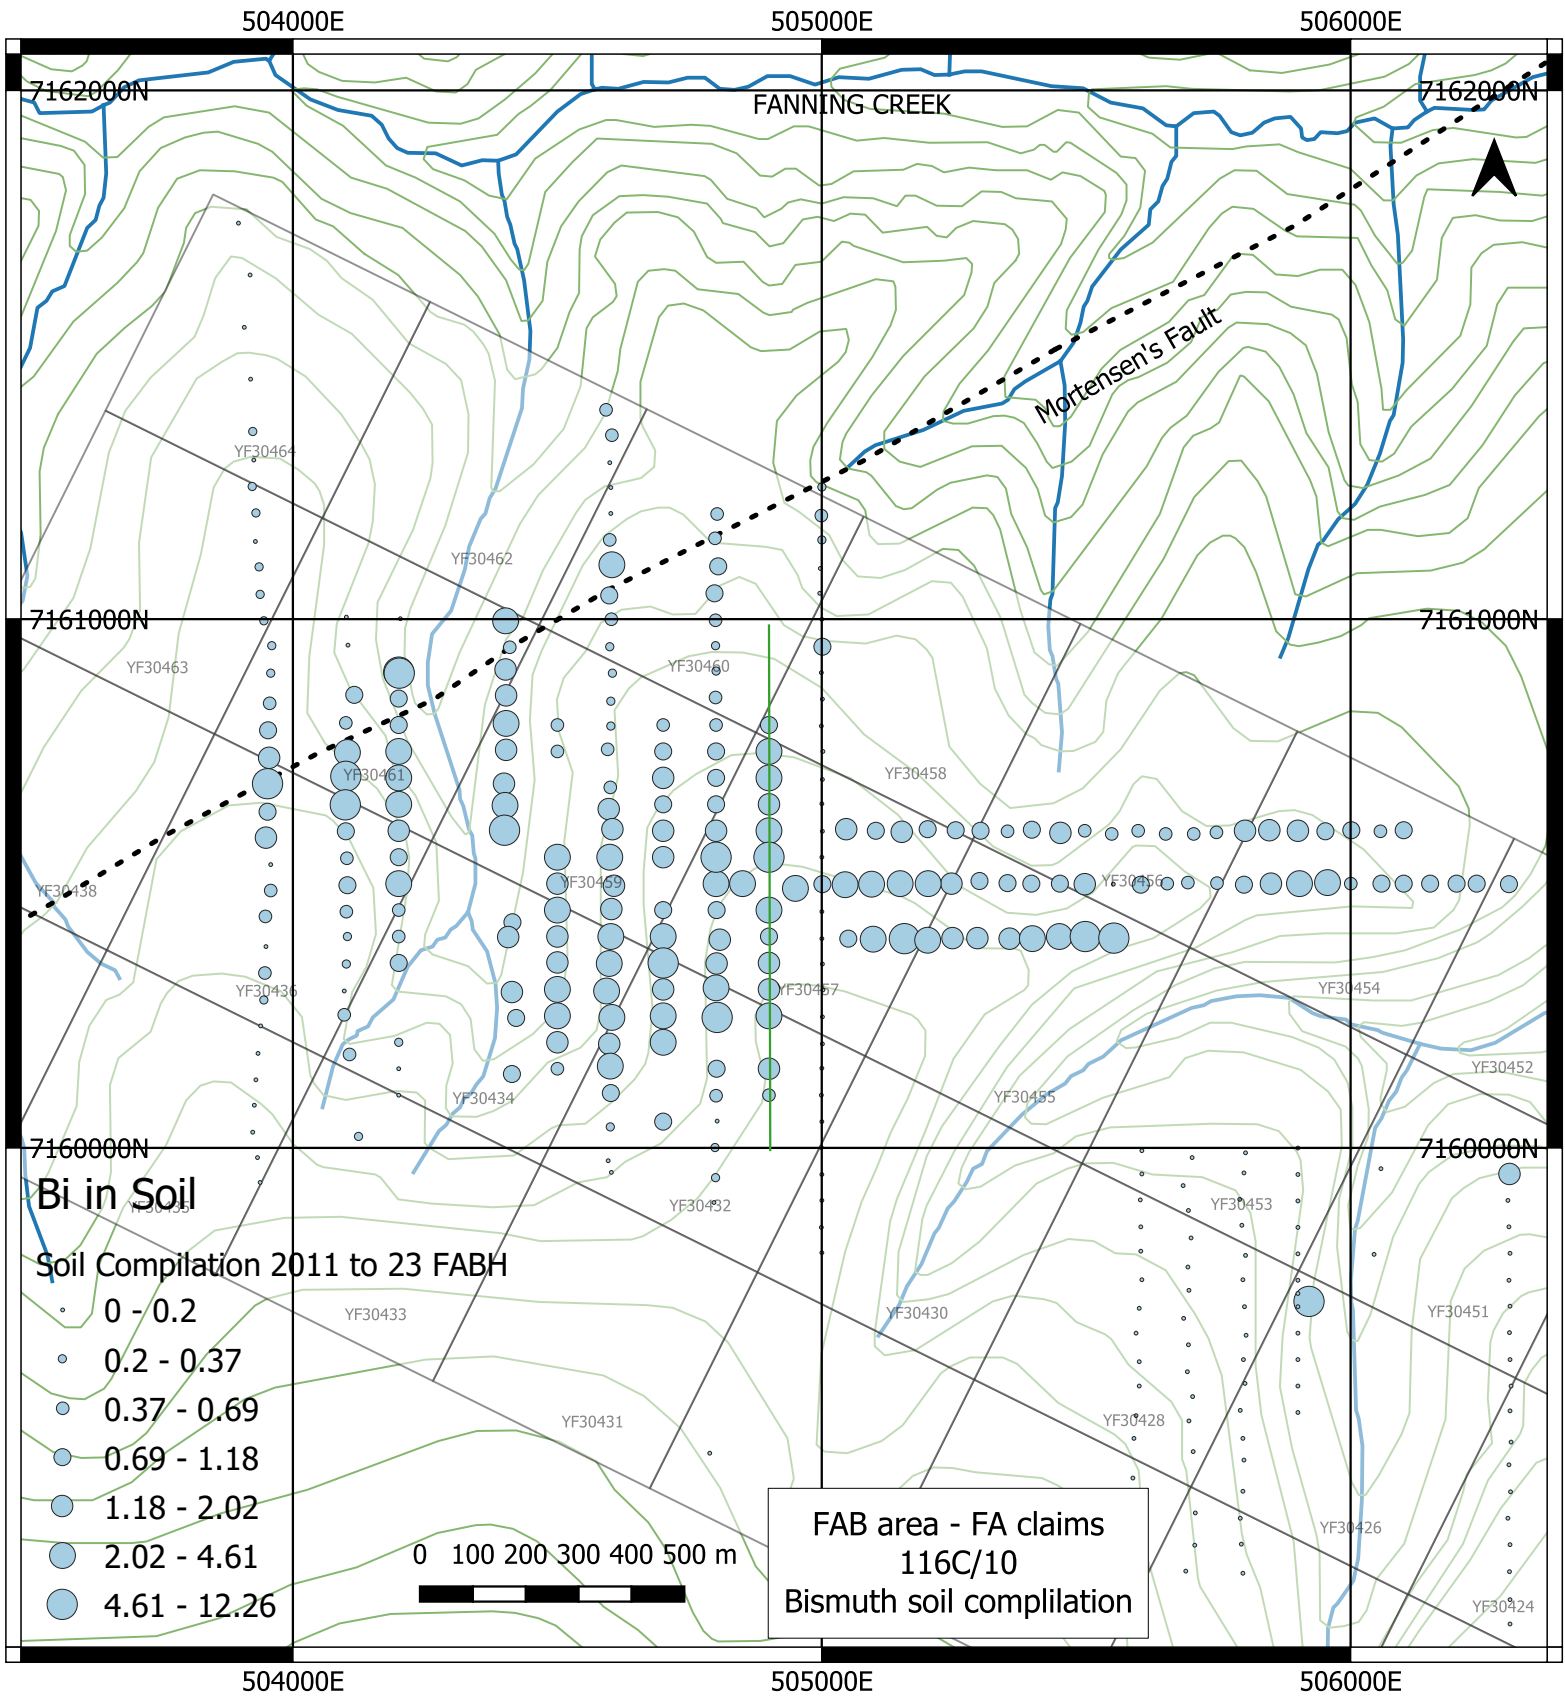 504000E
505000E
506000E
7162000N
7162000N
FANNING CREEK
Mortensen's Fault
YF30464
YF30462
7161000N
7161000N
YF30463
YF30460
YF30461
YF30458
YF30438
YF30459
YF30456
YF30436
YF30457
YF30454
YF30434
YF30455
YF30452
7160000N
7160000N
Bi in Soil
YF30435
YF30432
YF30453
Soil Compilation 2011 to 23 FABH
0 - 0.2
YF30433
YF30430
YF30451
0.2 - 0.37
0.37 - 0.69
YF30431
YF30428
0.69 - 1.18
1.18 - 2.02
YF30426
2.02 - 4.61
4.61 - 12.26
YF30424
0 100 200 300 400 500 m
FAB area - FA claims
116C/10
Bismuth soil complilation
504000E
505000E
506000E